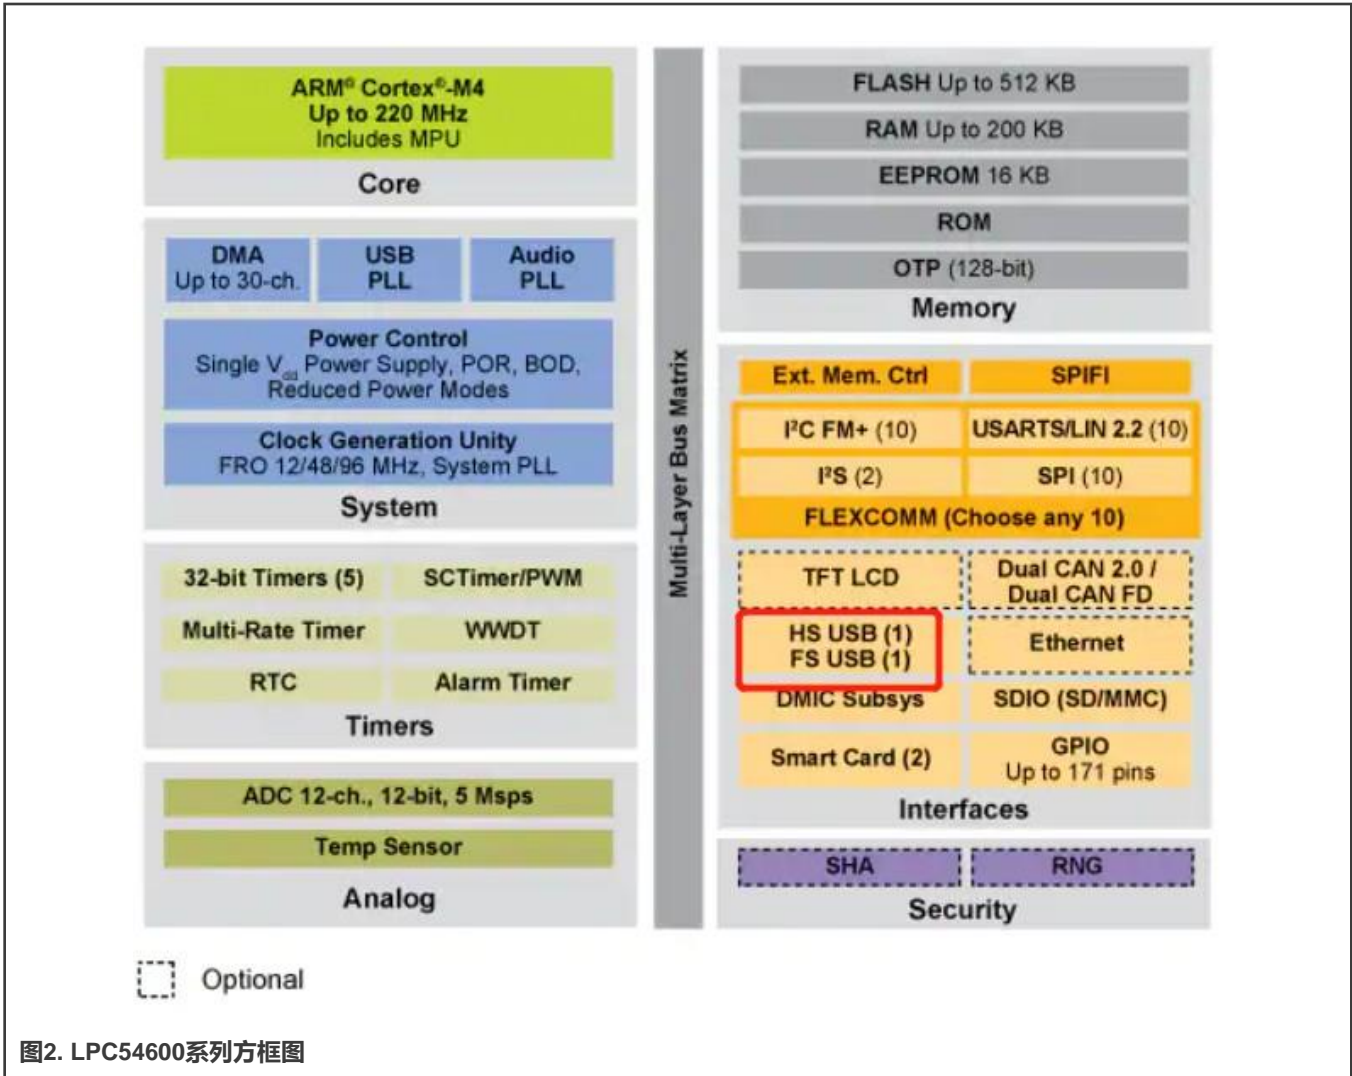 ARM® Cortex®-M4
Up to 220 MHz
Includes MPU
Core
DMA
Up to 30-ch.
USB
PLL
Audio
PLL
Power Control
Single Vdd Power Supply, POR, BOD,
Reduced Power Modes
Clock Generation Unity
FRO 12/48/96 MHz, System PLL
System
32-bit Timers (5)
SCTimer/PWM
Multi-Rate Timer
WWDT
RTC
Alarm Timer
Timers
ADC 12-ch., 12-bit, 5 Msps
Temp Sensor
Analog
Multi-Layer Bus Matrix
FLASH Up to 512 KB
RAM Up to 200 KB
EEPROM 16 KB
ROM
OTP (128-bit)
Memory
Ext. Mem. Ctrl
SPIFI
I²C FM+ (10)
USARTS/LIN 2.2 (10)
I²S (2)
SPI (10)
FLEXCOMM (Choose any 10)
TFT LCD
Dual CAN 2.0 /
Dual CAN FD
HS USB (1)
FS USB (1)
Ethernet
DMIC Subsys
SDIO (SD/MMC)
Smart Card (2)
GPIO
Up to 171 pins
Interfaces
SHA
RNG
Security
Optional
图2. LPC54600系列方框图